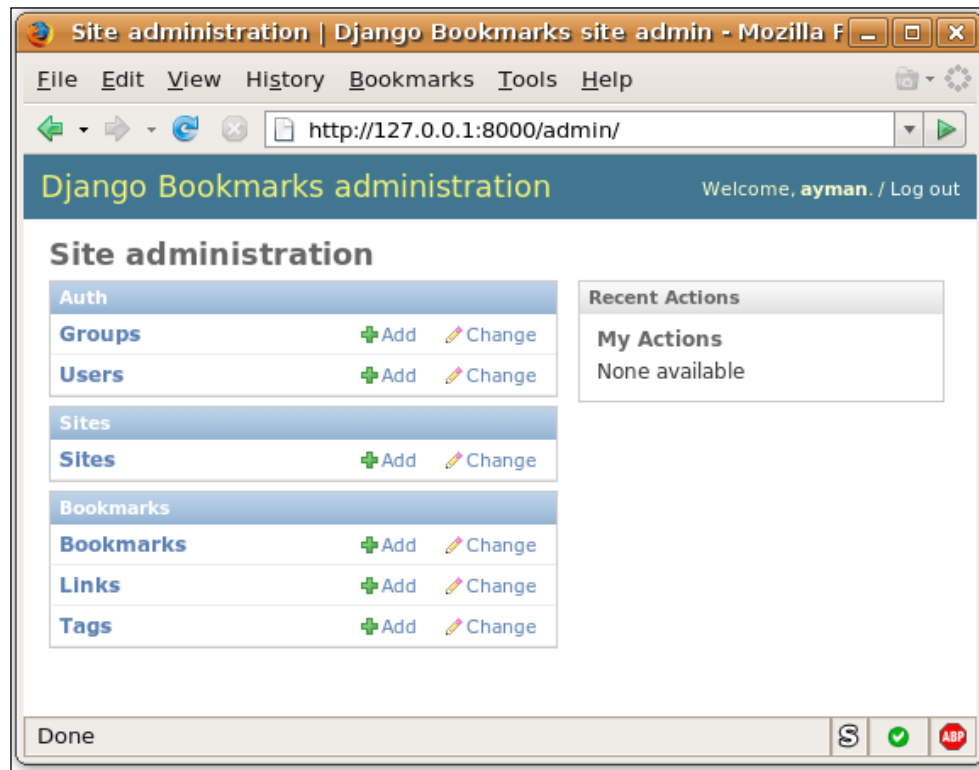 Site administration | Django Bookmarks site admin - Mozilla F
File Edit View History Bookmarks Tools Help
http://127.0.0.1:8000/admin/
Django Bookmarks administration
Welcome, ayman. / Log out
Site administration
Auth
Groups Add Change
Users Add Change
Sites
Sites Add Change
Bookmarks
Bookmarks Add Change
Links Add Change
Tags Add Change
Recent Actions
My Actions
None available
Done
S
ABP